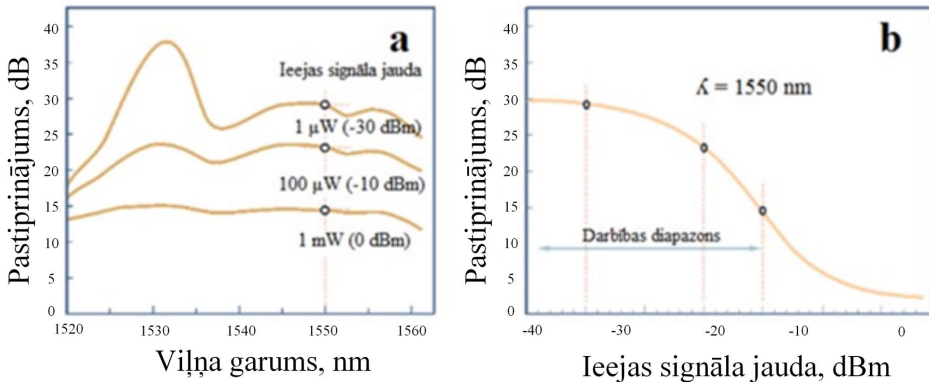 Pastiprinājums, dB
40
35
30
25
20
15
10
5
0
a
Ieejas signāla jauda
1 µW (-30 dBm)
100 µW (-10 dBm)
1 mW (0 dBm)
1520
1530
1540
1550
1560
Viļņa garums, nm
Pastiprinājums, dB
40
35
30
25
20
15
10
5
0
b
ʎ = 1550 nm
Darbības diapazons
-40
-30
-20
-10
0
Ieejas signāla jauda, dBm